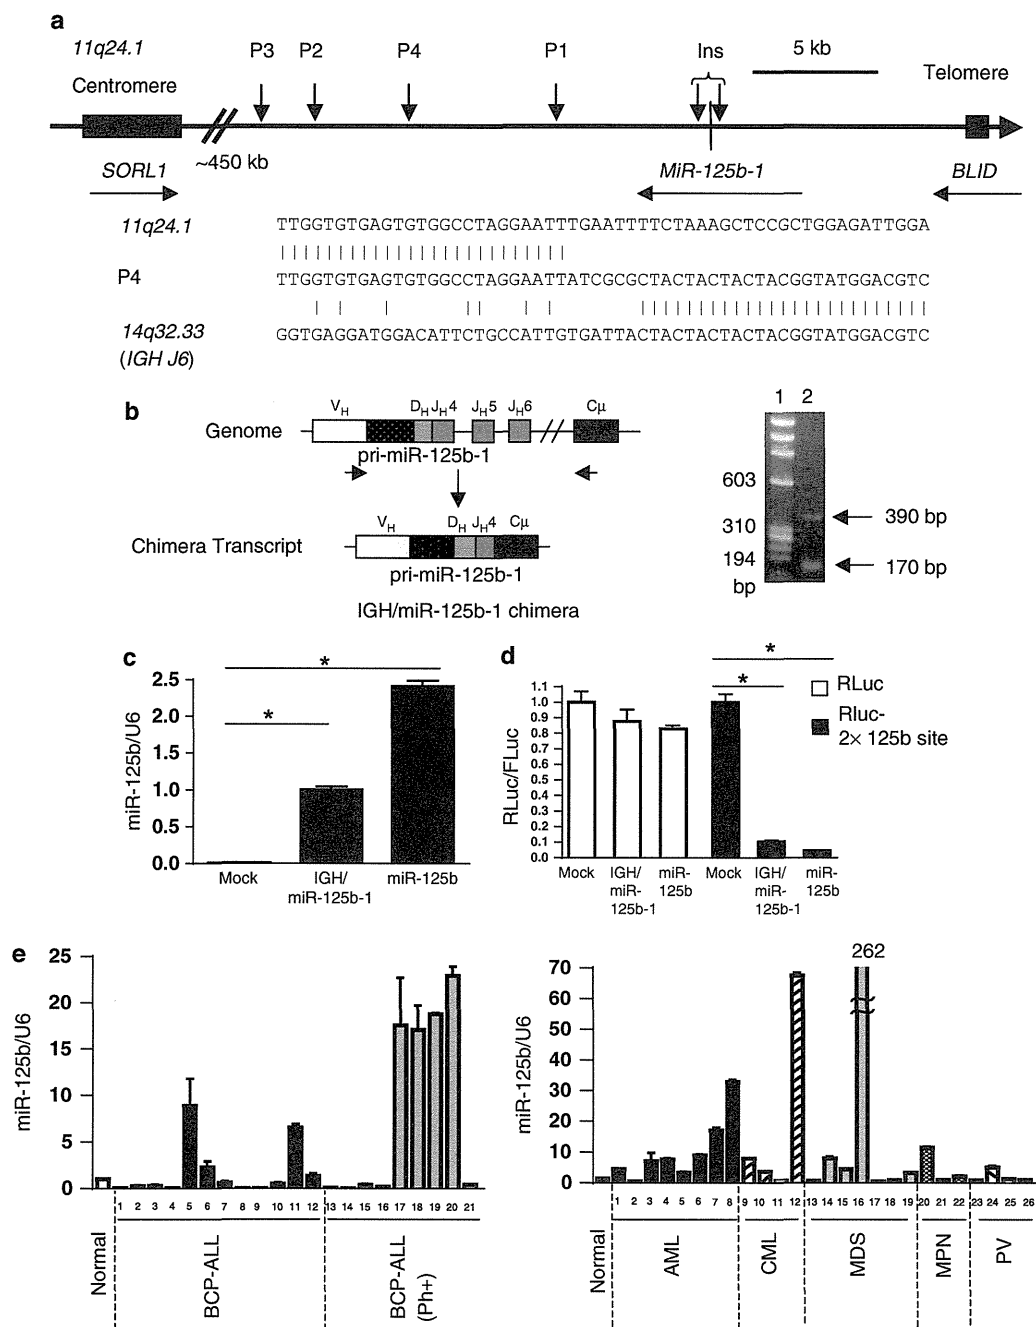 a
11q24.1
P3 P2 P4 P1 Ins 5 kb
Centromere Telomere
~450 kb
SORL1 MiR-125b-1 BLID
11q24.1 TTGGTGTGAGTGTGGCCTAGGAATTTGAATTTTCTAAAGCTCCGCTGGAGATTGGA
P4 TTGGTGTGAGTGTGGCCTAGGAATTATCGCGCTACTACTACTACGGTATGGACGTC
14q32.33 GGTGAGGATGGACATTCTGCCATTGTGATTACTACTACTACTACGGTATGGACGTC
(IGH J6)
b
VH DH JH4 JH5 JH6 Cμ
Genome
pri-miR-125b-1
VH DH JH4 Cμ
Chimera Transcript
pri-miR-125b-1
IGH/miR-125b-1 chimera
1 2
603
390 bp
310
194
170 bp
bp
c
miR-125b/U6
2.5
2.0
1.5
1.0
0.5
0.0
* *
Mock IGH/ miR-125b-1 miR-125b
d
RLuc/FLuc
1.1
1.0
0.9
0.8
0.7
0.6
0.5
0.4
0.3
0.2
0.1
0.0
* *
RLuc
Rluc-
2× 125b site
Mock IGH/ miR- 125b-1 miR- 125b Mock IGH/ miR- 125b-1 miR- 125b
e
miR-125b/U6
25
20
15
10
5
0
1 2 3 4 5 6 7 8 9 10 11 12 13 14 15 16 17 18 19 20 21
Normal BCP-ALL BCP-ALL (Ph+)
miR-125b/U6
262
70
60
50
40
30
20
10
0
1 2 3 4 5 6 7 8 9 10 11 12 13 14 15 16 17 18 19 20 21 22 23 24 25 26
Normal AML CML MDS MPN PV